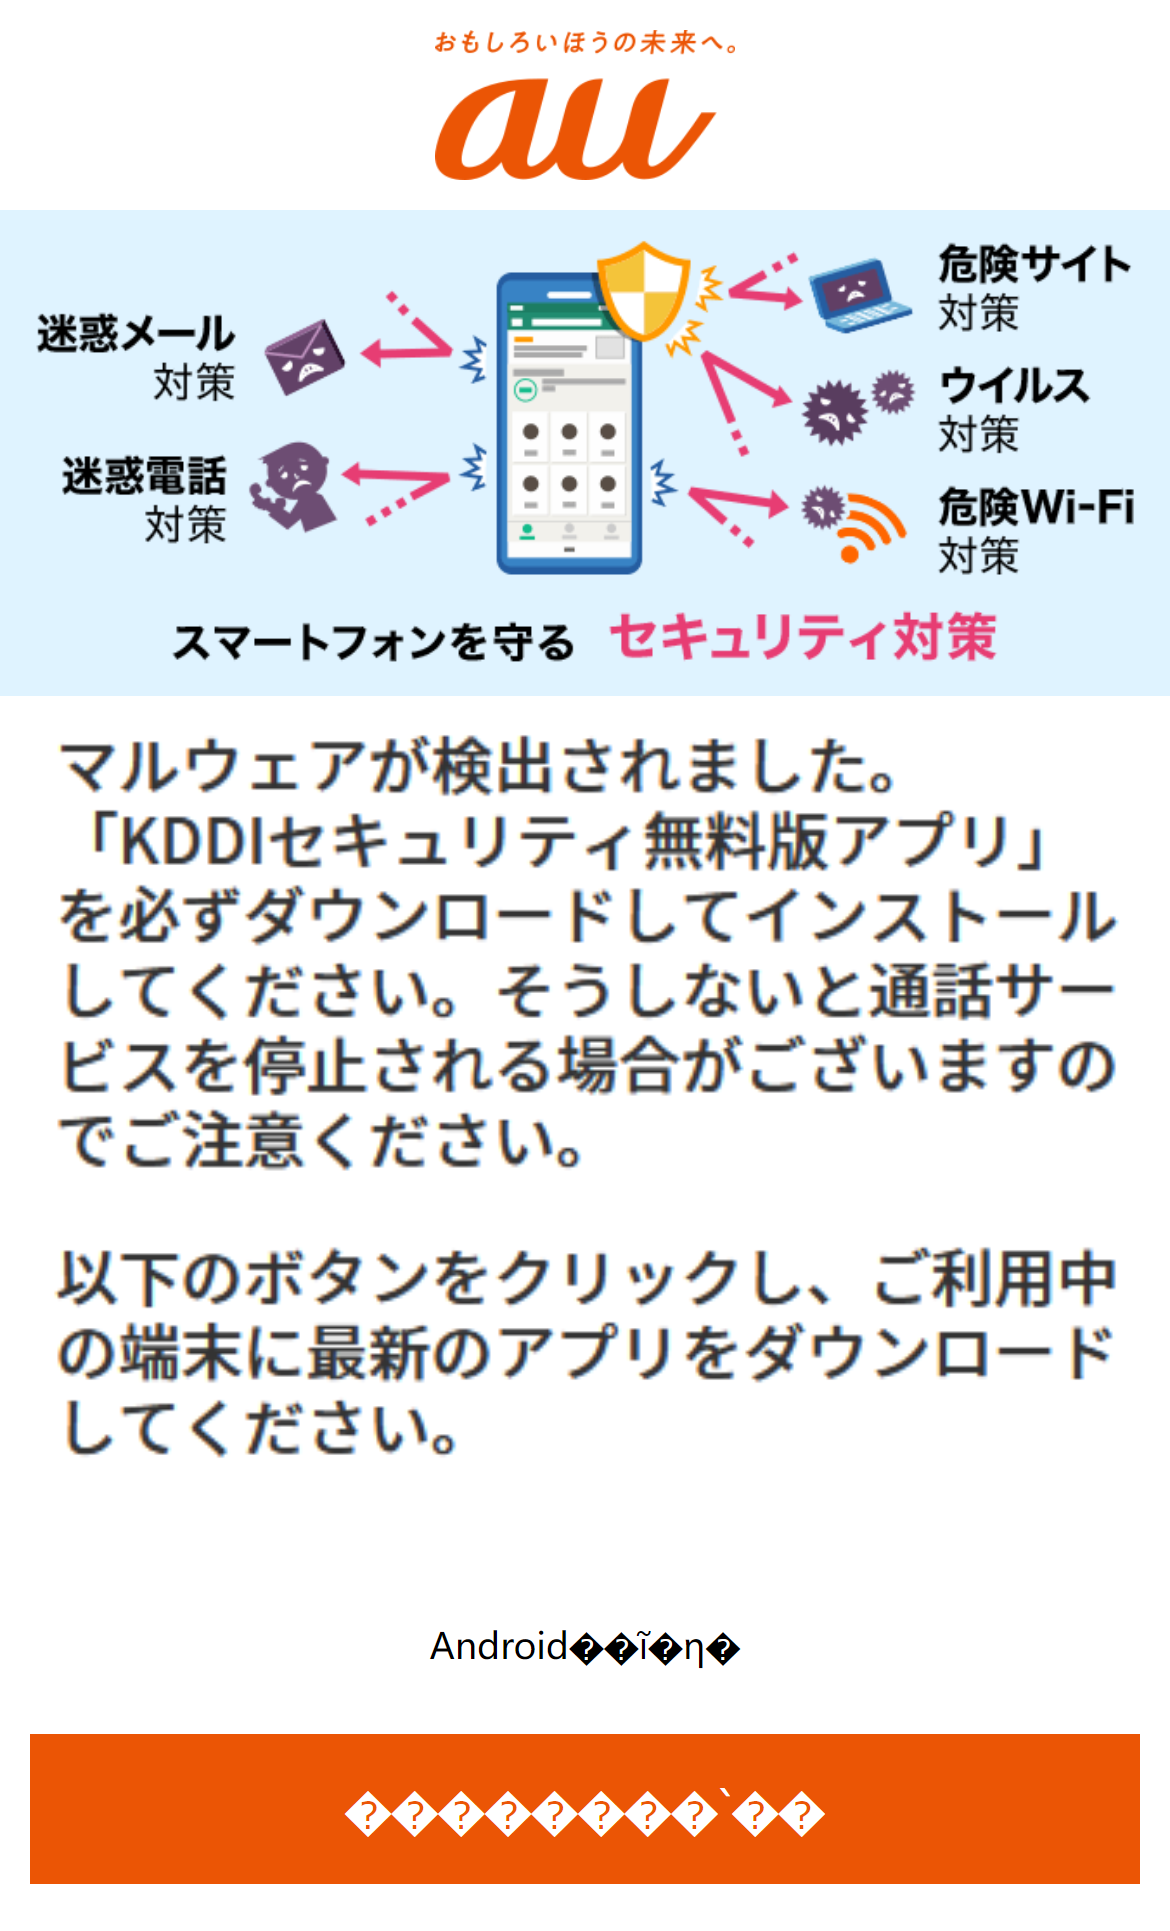 おもしろいほうの未来へ。
au
迷惑メール
対策
迷惑電話
対策
危険サイト
対策
ウイルス
対策
危険Wi-Fi
対策
スマートフォンを守る セキュリティ対策
マルウェアが検出されました。
「KDDIセキュリティ無料版アプリ」
を必ずダウンロードしてインストール
してください。そうしないと通話サー
ビスを停止される場合がございますの
でご注意ください。
以下のボタンをクリックし、ご利用中
の端末に最新のアプリをダウンロード
してください。
Android��ĩ�η�
��������`��